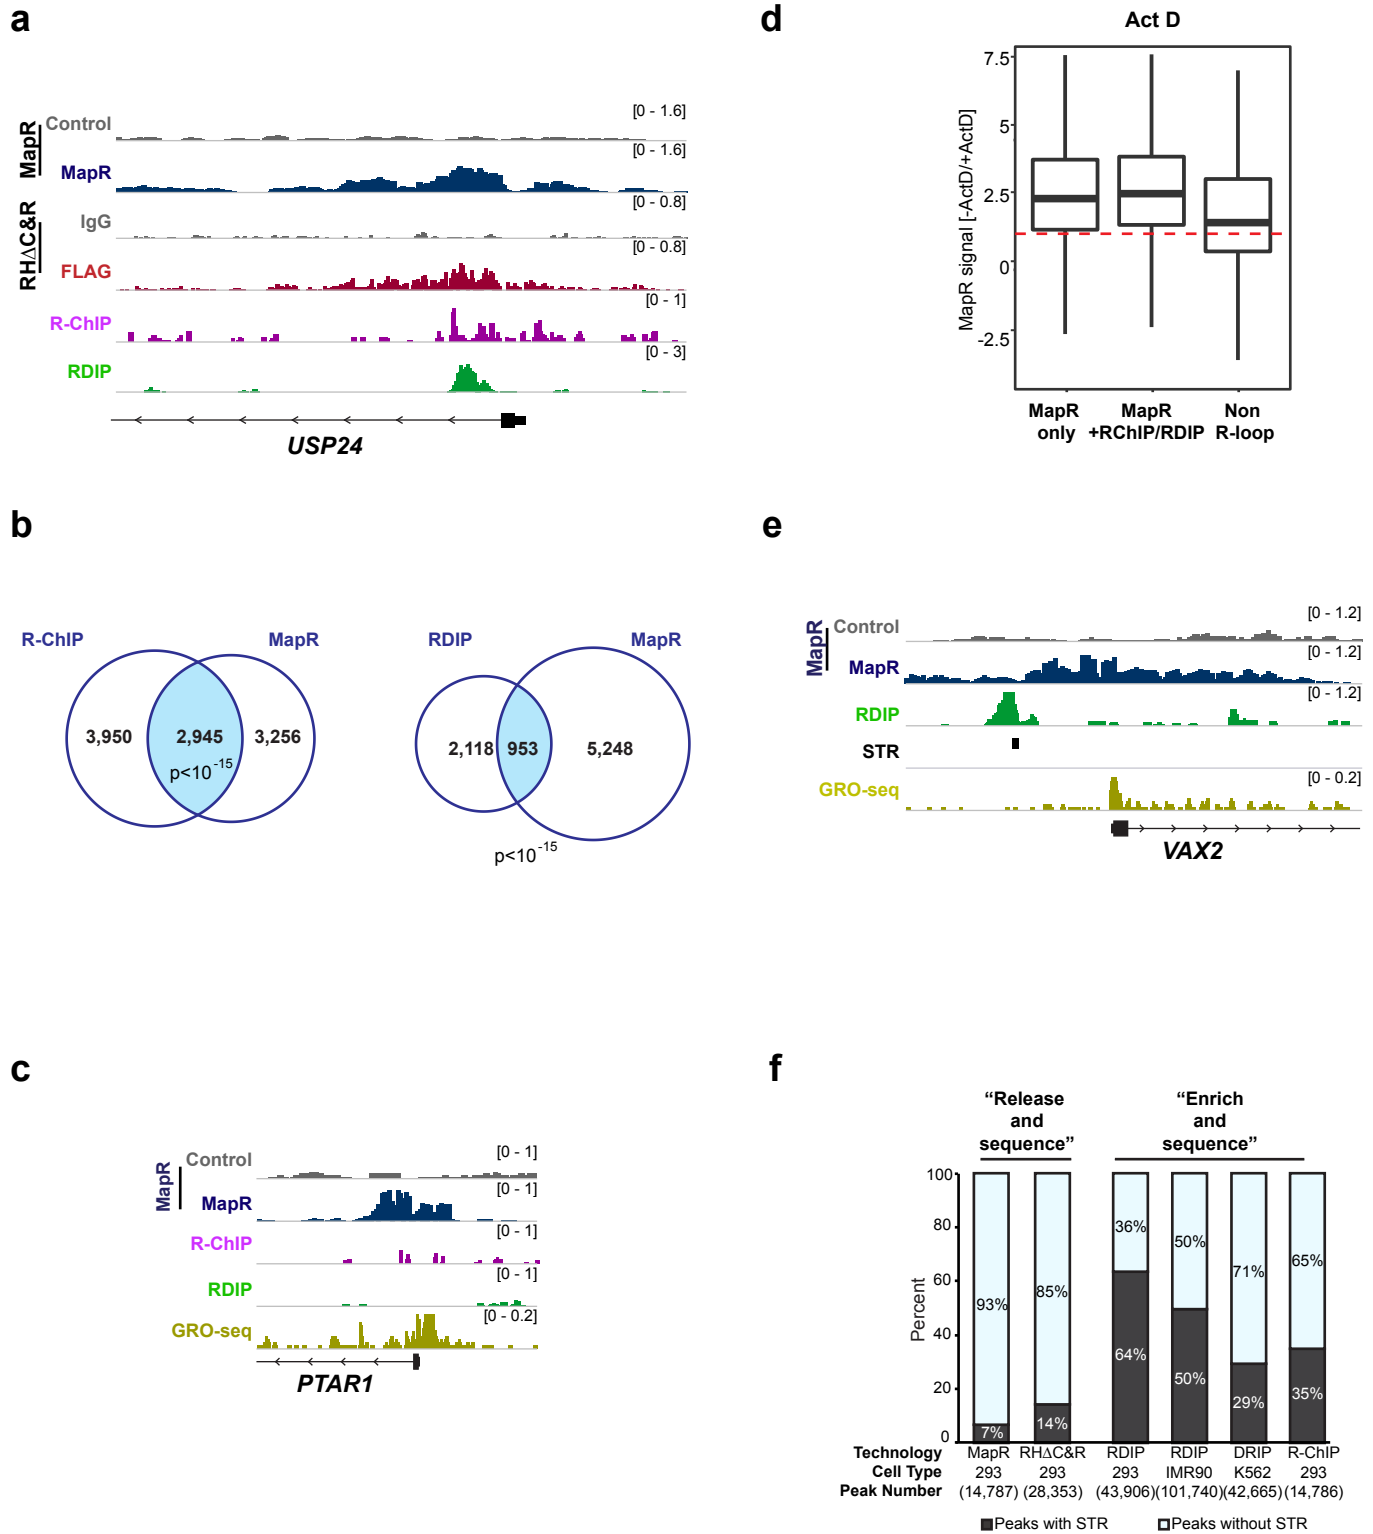 a
MapR
Control
[0 - 1.6]
MapR
[0 - 1.6]
RHΔC&R
IgG
[0 - 0.8]
FLAG
[0 - 0.8]
R-ChIP
[0 - 1]
RDIP
[0 - 3]
USP24
b
R-ChIP
MapR
3,950
2,945
3,256
p<10-15
RDIP
MapR
2,118
953
5,248
p<10-15
c
MapR
Control
[0 - 1]
MapR
[0 - 1]
R-ChIP
[0 - 1]
RDIP
[0 - 1]
GRO-seq
[0 - 0.2]
PTAR1
d
Act D
MapR signal [-ActD/+ActD]
7.5
5
2.5
0
-2.5
MapR only
MapR +RChIP/RDIP
Non R-loop
e
MapR
Control
[0 - 1.2]
MapR
[0 - 1.2]
RDIP
[0 - 1.2]
STR
GRO-seq
[0 - 0.2]
VAX2
f
“Release and sequence”
“Enrich and sequence”
Percent
100
80
60
40
20
0
93%
7%
85%
14%
36%
64%
50%
50%
71%
29%
65%
35%
Technology MapR RHΔC&R RDIP RDIP DRIP R-ChIP
Cell Type 293 293 293 IMR90 K562 293
Peak Number (14,787) (28,353) (43,906) (101,740) (42,665) (14,786)
Peaks with STR Peaks without STR